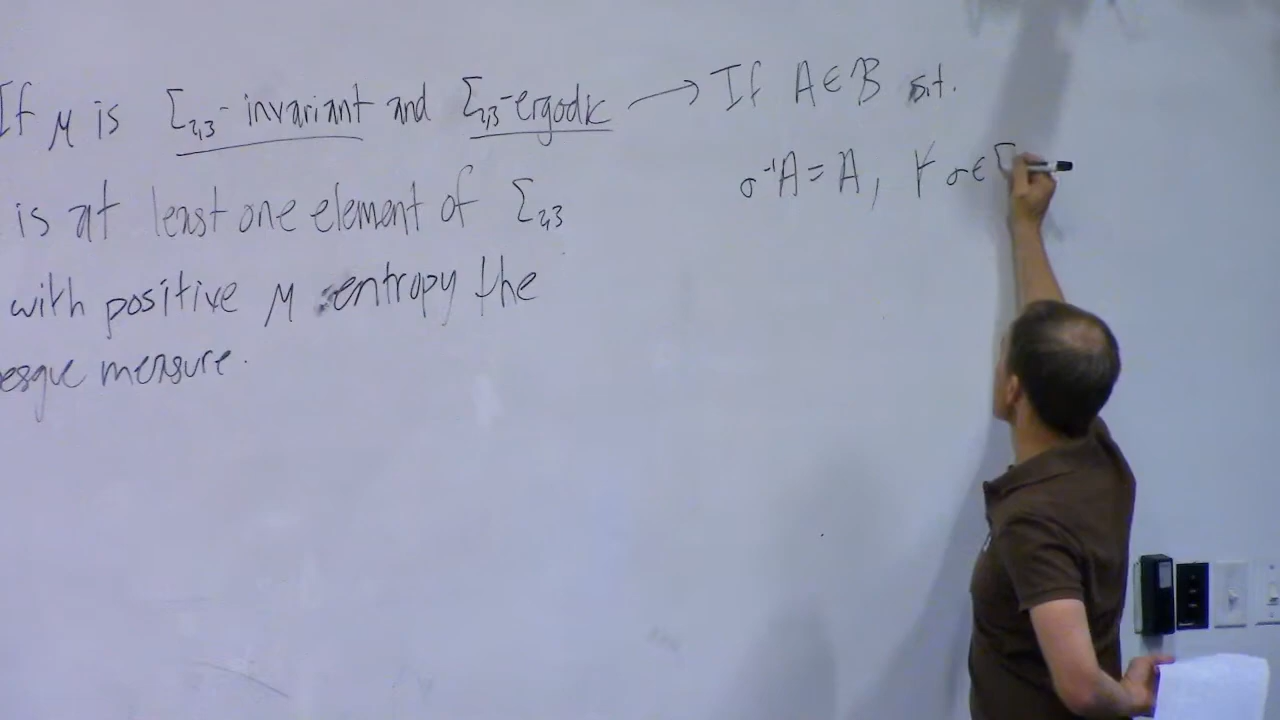 If μ is Σ₂,₃-invariant and Σ₂,₃-ergodic → If A∈B s.t.
σ⁻¹A = A, ∀ σ∈Σ
is at least one element of Σ₂,₃
with positive μ entropy the
esgue measure.